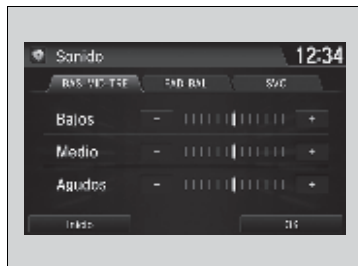 Sonido 12:34
BAS-MID-TRE FAD-BAL SVC
Bajos - +
Medio - +
Agudos - +
Inicio OK